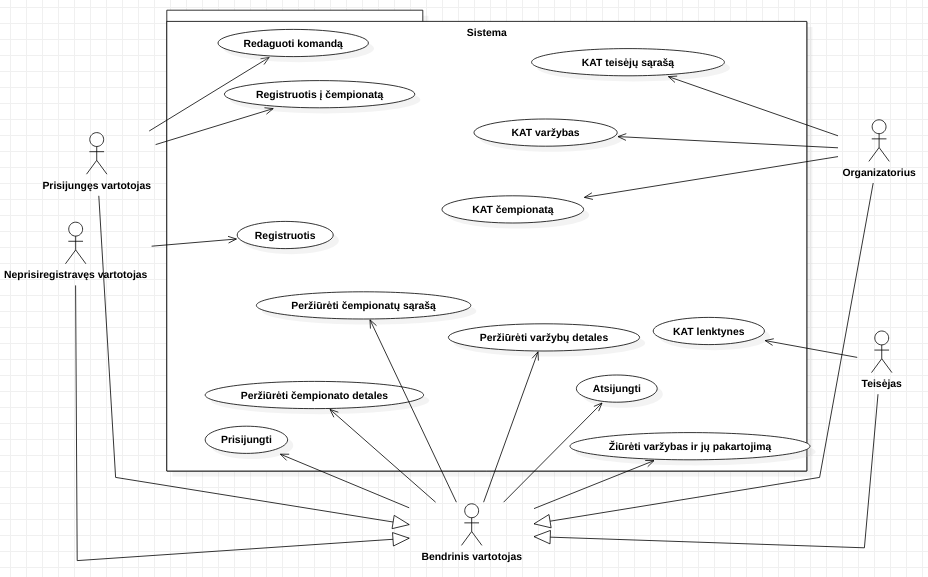 Sistema
Redaguoti komandą
KAT teisėjų sąrašą
Registruotis į čempionatą
KAT varžybas
Organizatorius
Prisijungęs vartotojas
KAT čempionatą
Registruotis
Neprisiregistravęs vartotojas
Peržiūrėti čempionatų sąrašą
KAT lenktynes
Peržiūrėti varžybų detales
Teisėjas
Atsijungti
Peržiūrėti čempionato detales
Prisijungti
Žiūrėti varžybas ir jų pakartojimą
Bendrinis vartotojas